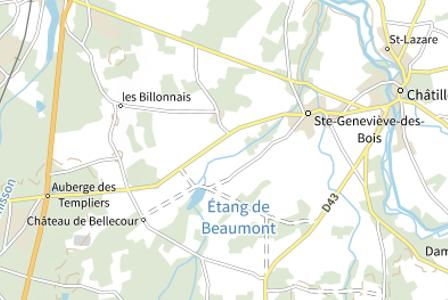 St-Lazare
les Billonnais
Châtill
Ste-Geneviève-des-
Bois
Auberge des
Templiers
Château de Bellecour
Étang de
Beaumont
D43
Dam